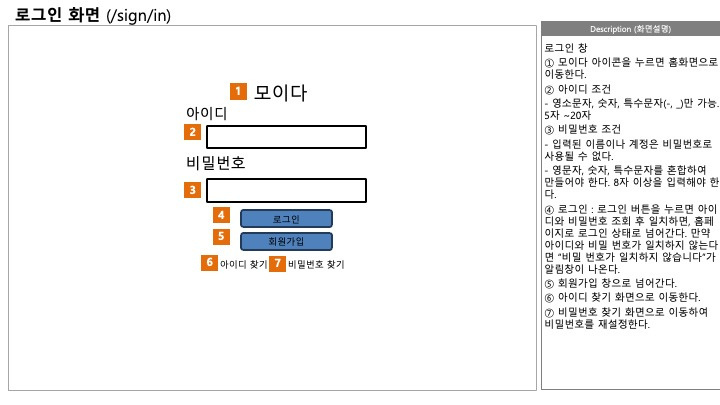 로그인 화면 (/sign/in)
1 모이다
아이디
2
비밀번호
3
4 로그인
5 회원가입
6 아이디 찾기 7 비밀번호 찾기
Description (화면설명)
로그인 창
① 모이다 아이콘을 누르면 홈화면으로
이동한다.
② 아이디 조건
- 영소문자, 숫자, 특수문자(-, _)만 가능.
5자 ~20자
③ 비밀번호 조건
- 입력된 이름이나 계정은 비밀번호로
사용될 수 없다.
- 영문자, 숫자, 특수문자를 혼합하여
만들어야 한다. 8자 이상을 입력해야 한
다.
④ 로그인 : 로그인 버튼을 누르면 아이
디와 비밀번호 조회 후 일치하면, 홈페
이지로 로그인 상태로 넘어간다. 만약
아이디와 비밀 번호가 일치하지 않는다
면 “비밀 번호가 일치하지 않습니다”가
알림창이 나온다.
⑤ 회원가입 창으로 넘어간다.
⑥ 아이디 찾기 화면으로 이동한다.
⑦ 비밀번호 찾기 화면으로 이동하여
비밀번호를 재설정한다.